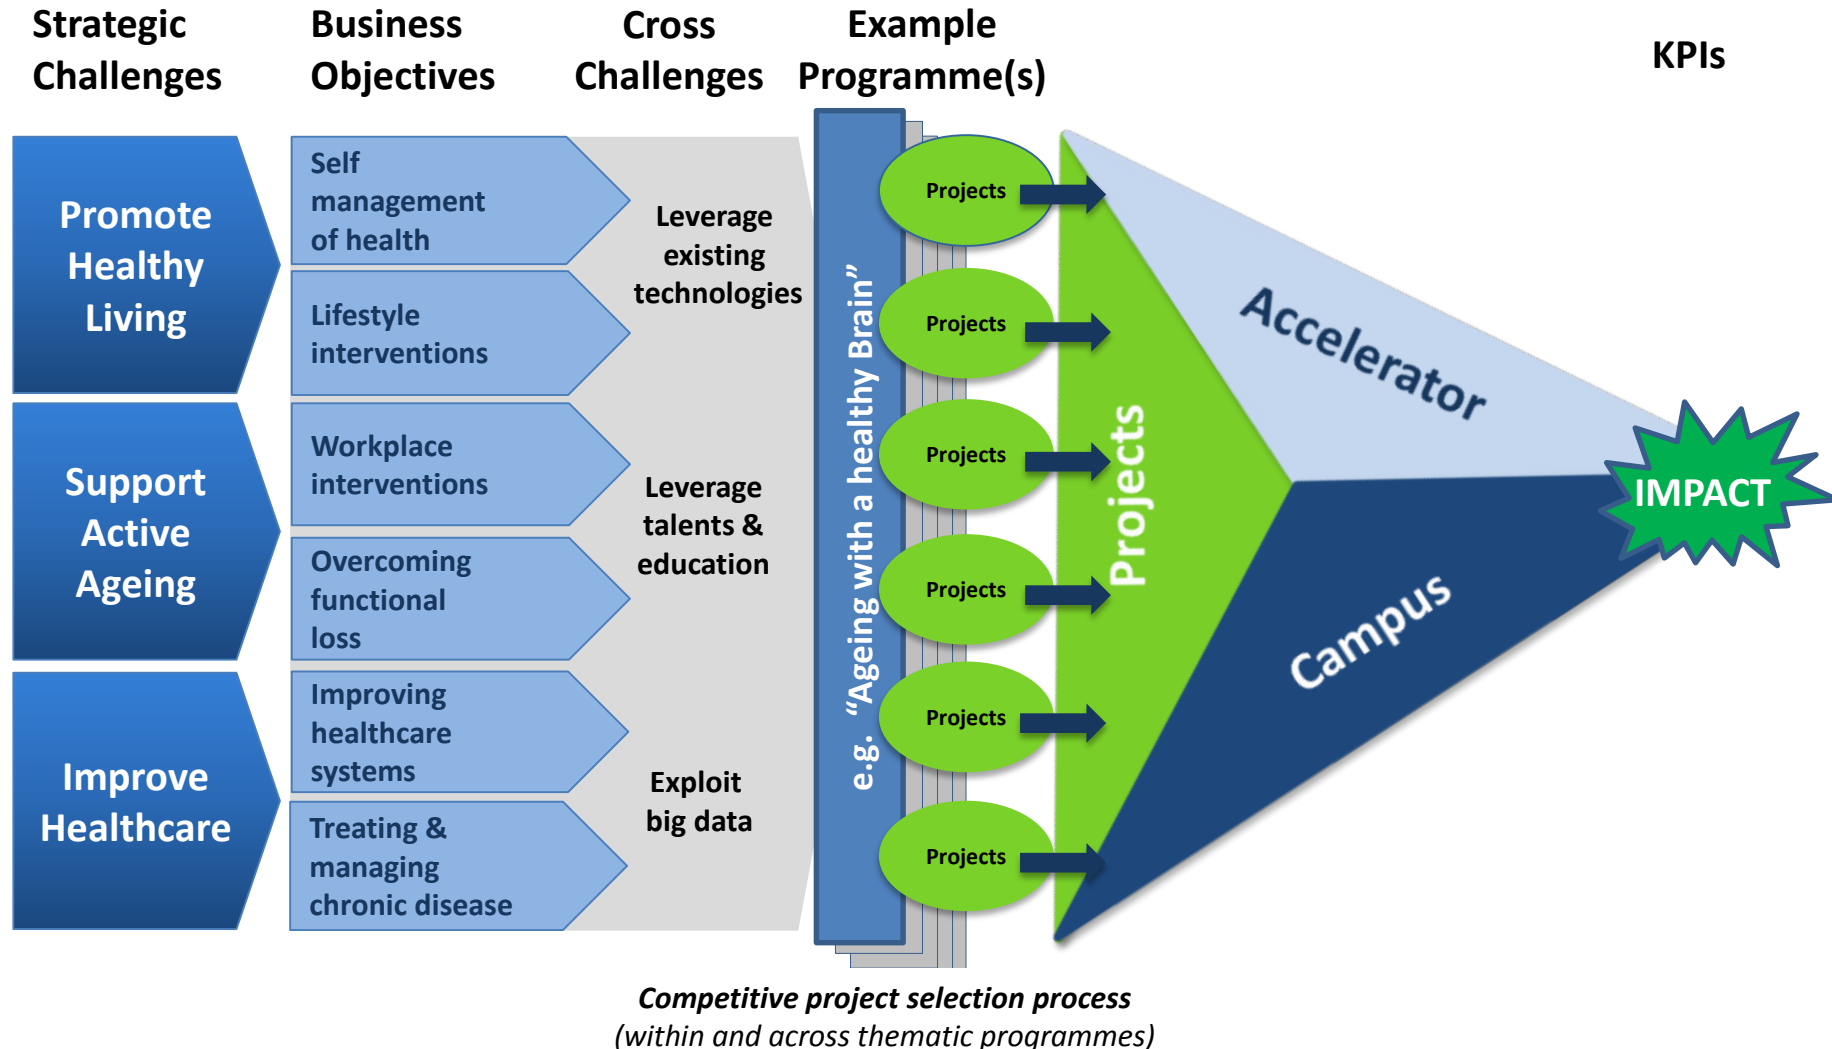 Strategic
Challenges
Business
Objectives
Cross
Challenges
Example
Programme(s)
KPIs
Promote
Healthy
Living
Support
Active
Ageing
Improve
Healthcare
Self
management
of health
Lifestyle
interventions
Workplace
interventions
Overcoming
functional
loss
Improving
healthcare
systems
Treating &
managing
chronic disease
Leverage
existing
technologies
Leverage
talents &
education
Exploit
big data
e.g. “Ageing with a healthy Brain”
Projects
Projects
Projects
Projects
Projects
Projects
Projects
Accelerator
Campus
IMPACT
Competitive project selection process
(within and across thematic programmes)